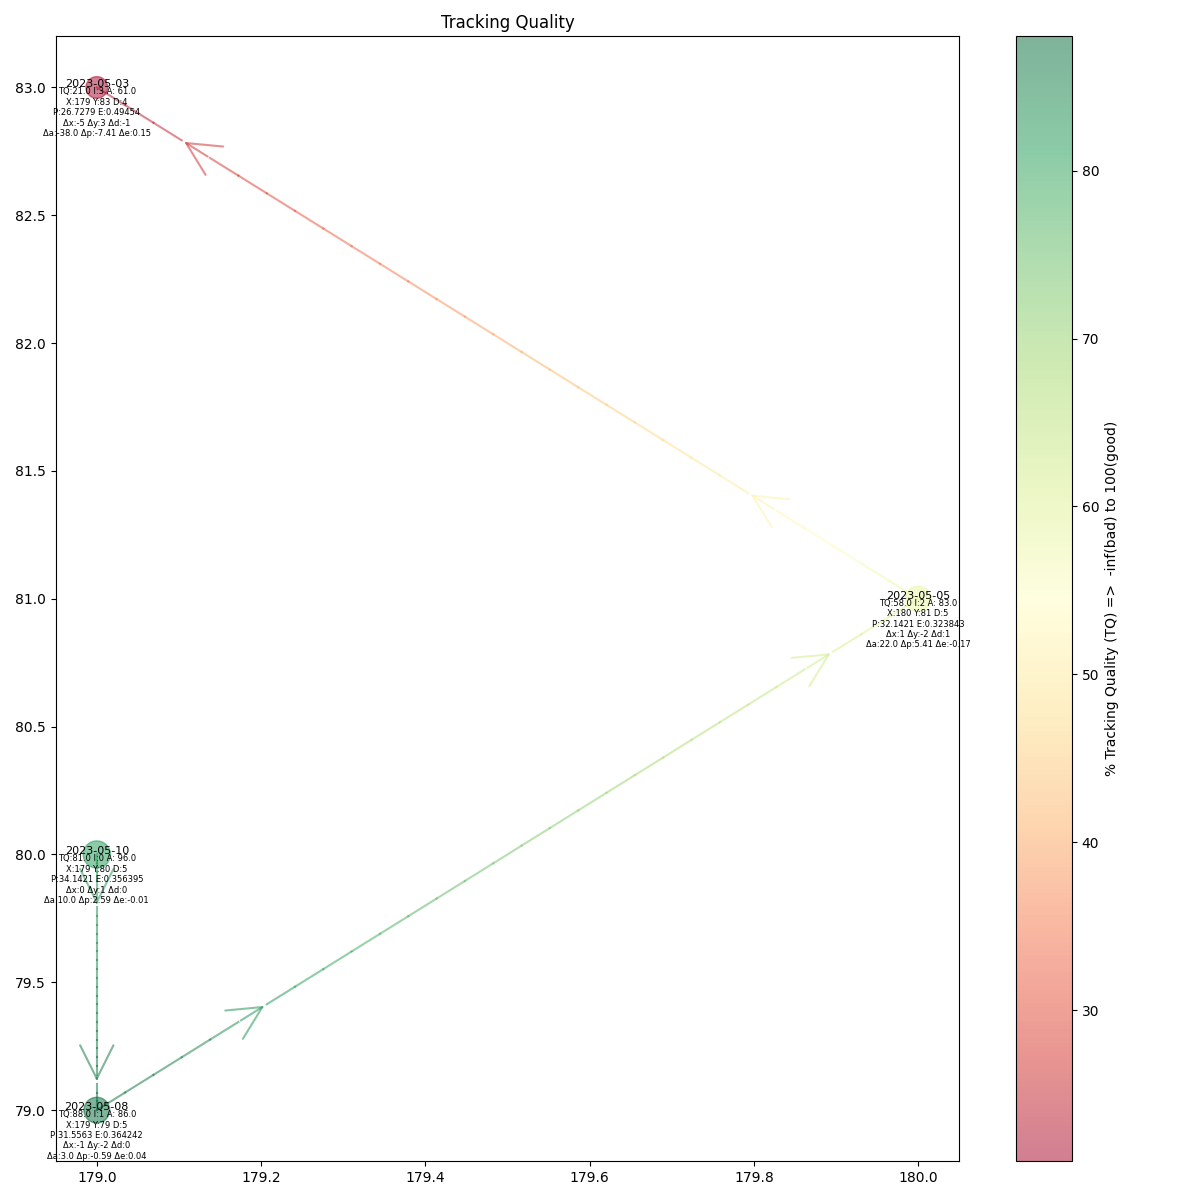 Tracking Quality
83.0
82.5
82.0
81.5
81.0
80.5
80.0
79.5
79.0
2023-05-03
TQ:21.0 I:3 A: 61.0
X:179 Y:83 D:4
P:26.7279 E:0.49454
Δx:-5 Δy:3 Δd:-1
Δa:-38.0 Δp:-7.41 Δe:0.15
2023-05-05
TQ:58.0 I:2 A: 83.0
X:180 Y:81 D:5
P:32.1421 E:0.323843
Δx:1 Δy:-2 Δd:1
Δa:22.0 Δp:5.41 Δe:-0.17
2023-05-10
TQ:81.0 I:0 A: 96.0
X:179 Y:80 D:5
P:34.1421 E:0.356395
Δx:0 Δy:1 Δd:0
Δa:10.0 Δp:2.59 Δe:-0.01
2023-05-08
TQ:88.0 I:1 A: 86.0
X:179 Y:79 D:5
P:31.5563 E:0.364242
Δx:-1 Δy:-2 Δd:0
Δa:3.0 Δp:-0.59 Δe:0.04
179.0 179.2 179.4 179.6 179.8 180.0
80
70
60
50
40
30
% Tracking Quality (TQ) => -inf(bad) to 100(good)